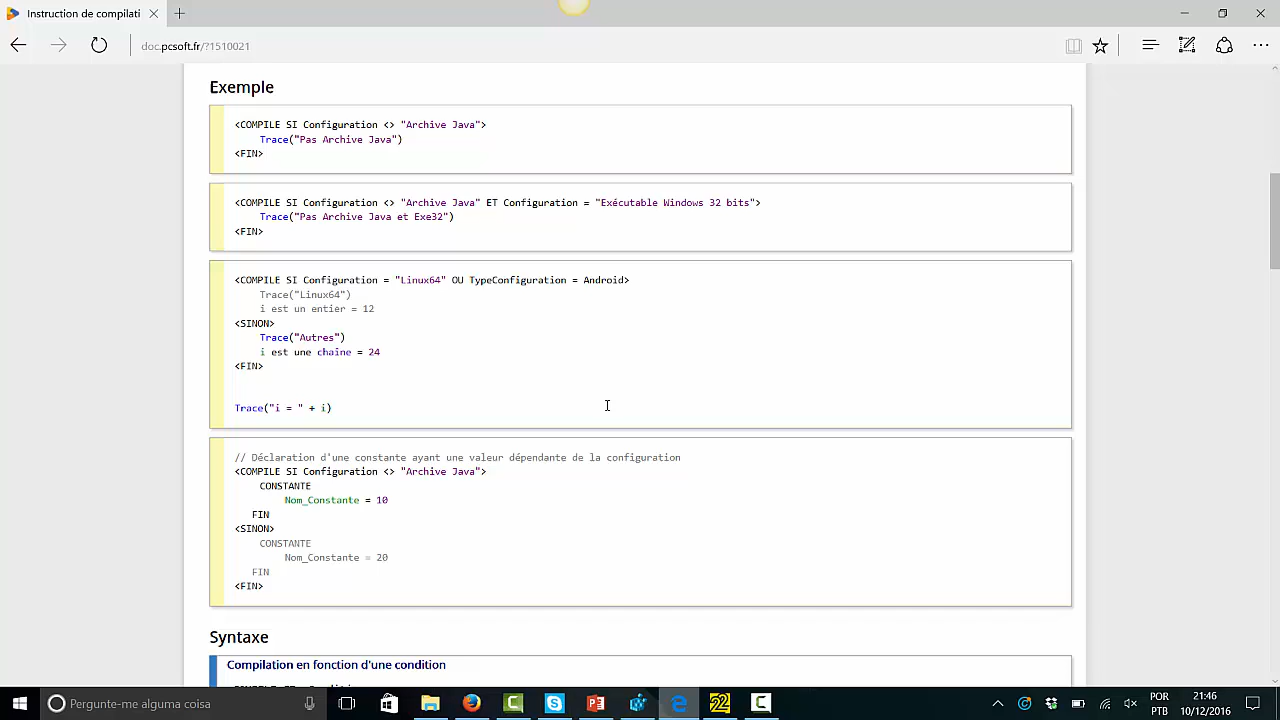 Instruction de compilati
doc.pcsoft.fr/?1510021
Exemple
<COMPILE SI Configuration <> "Archive Java">
Trace("Pas Archive Java")
<FIN>
<COMPILE SI Configuration <> "Archive Java" ET Configuration = "Exécutable Windows 32 bits">
Trace("Pas Archive Java et Exe32")
<FIN>
<COMPILE SI Configuration = "Linux64" OU TypeConfiguration = Android>
Trace("Linux64")
i est un entier = 12
<SINON>
Trace("Autres")
i est une chaîne = 24
<FIN>
Trace("i = " + i)
// Déclaration d'une constante ayant une valeur dépendante de la configuration
<COMPILE SI Configuration <> "Archive Java">
CONSTANTE
Nom_Constante = 10
FIN
<SINON>
CONSTANTE
Nom_Constante = 20
FIN
<FIN>
Syntaxe
Compilation en fonction d'une condition
Pergunte-me alguma coisa
22
POR
PTB
21:46
10/12/2016